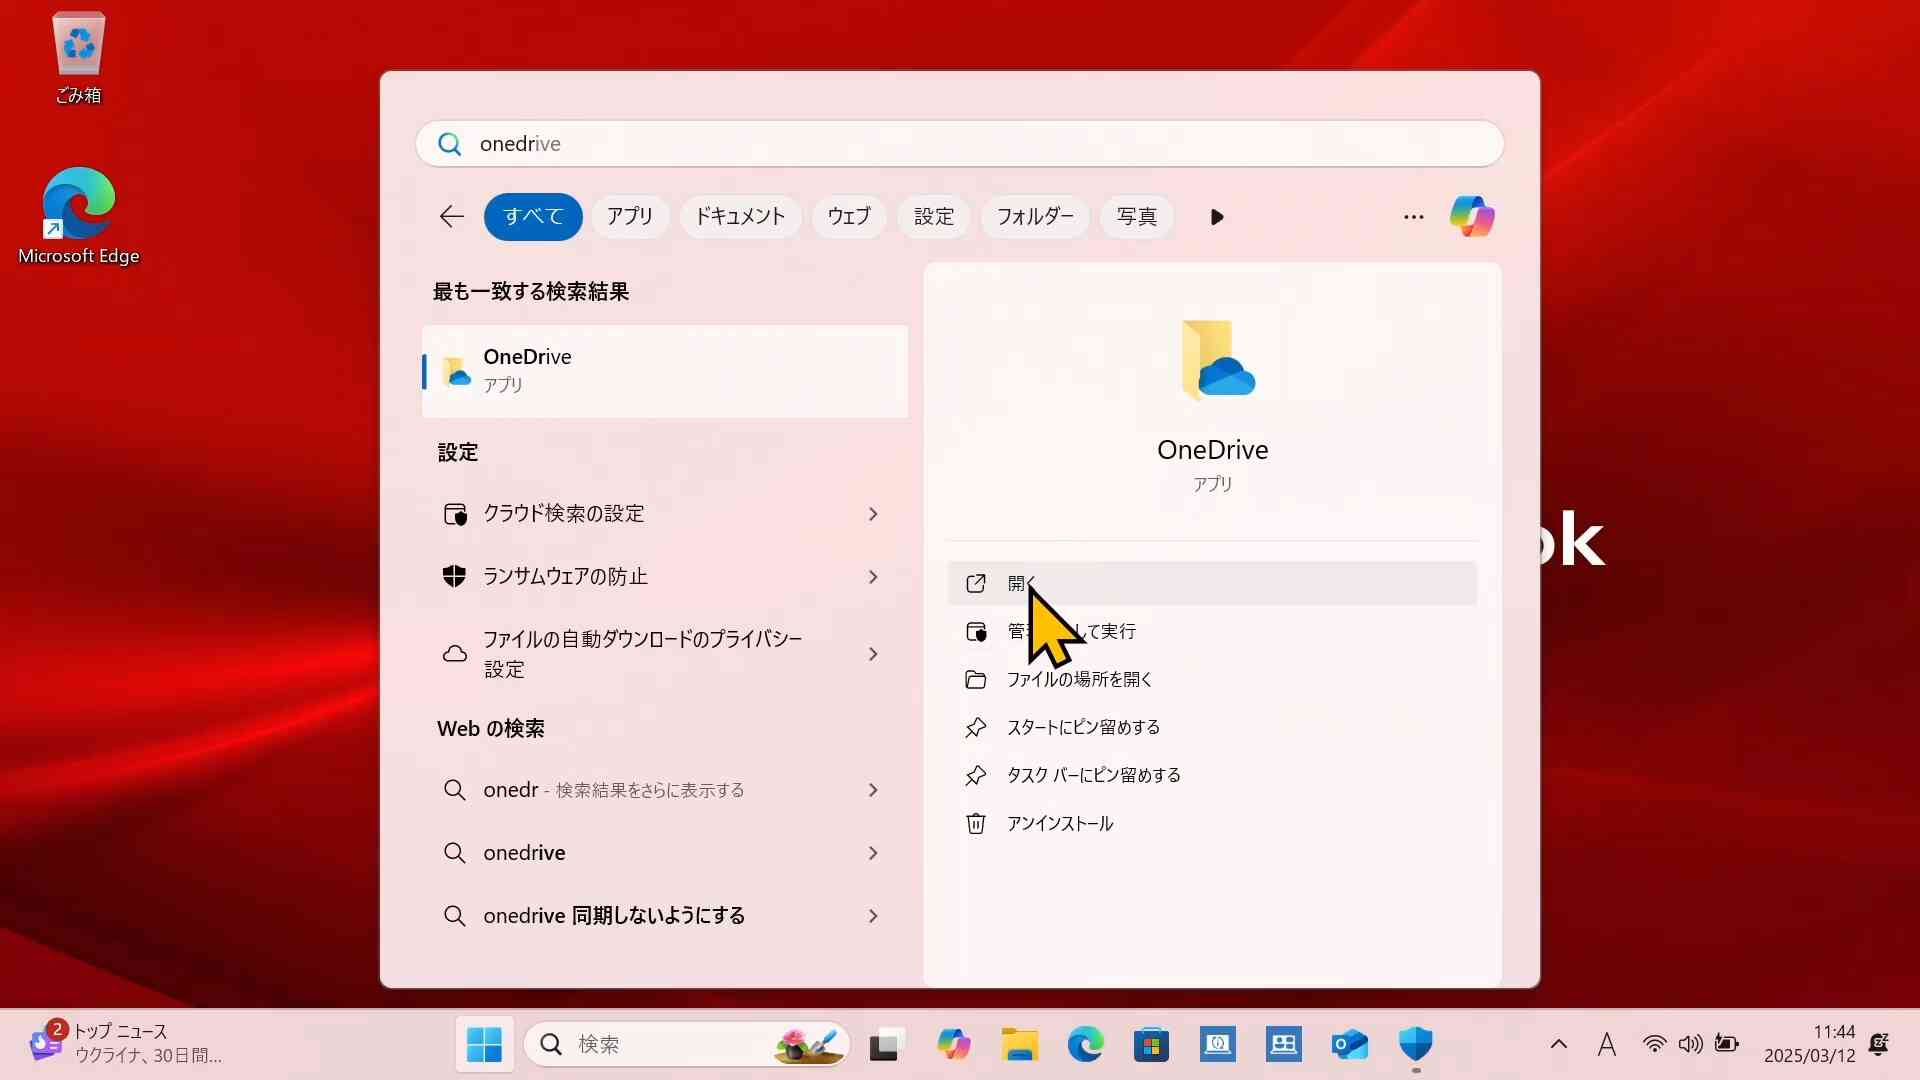 ごみ箱
Microsoft Edge
onedrive
すべて
アプリ
ドキュメント
ウェブ
設定
フォルダー
写真
最も一致する検索結果
OneDrive
アプリ
設定
クラウド検索の設定
ランサムウェアの防止
ファイルの自動ダウンロードのプライバシー
設定
Web の検索
onedr - 検索結果をさらに表示する
onedrive
onedrive 同期しないようにする
OneDrive
アプリ
開く
管 して実行
ファイルの場所を開く
スタートにピン留めする
タスク バーにピン留めする
アンインストール
ok
2
トップ ニュース
ウクライナ、30日間...
検索
A
11:44
2025/03/12